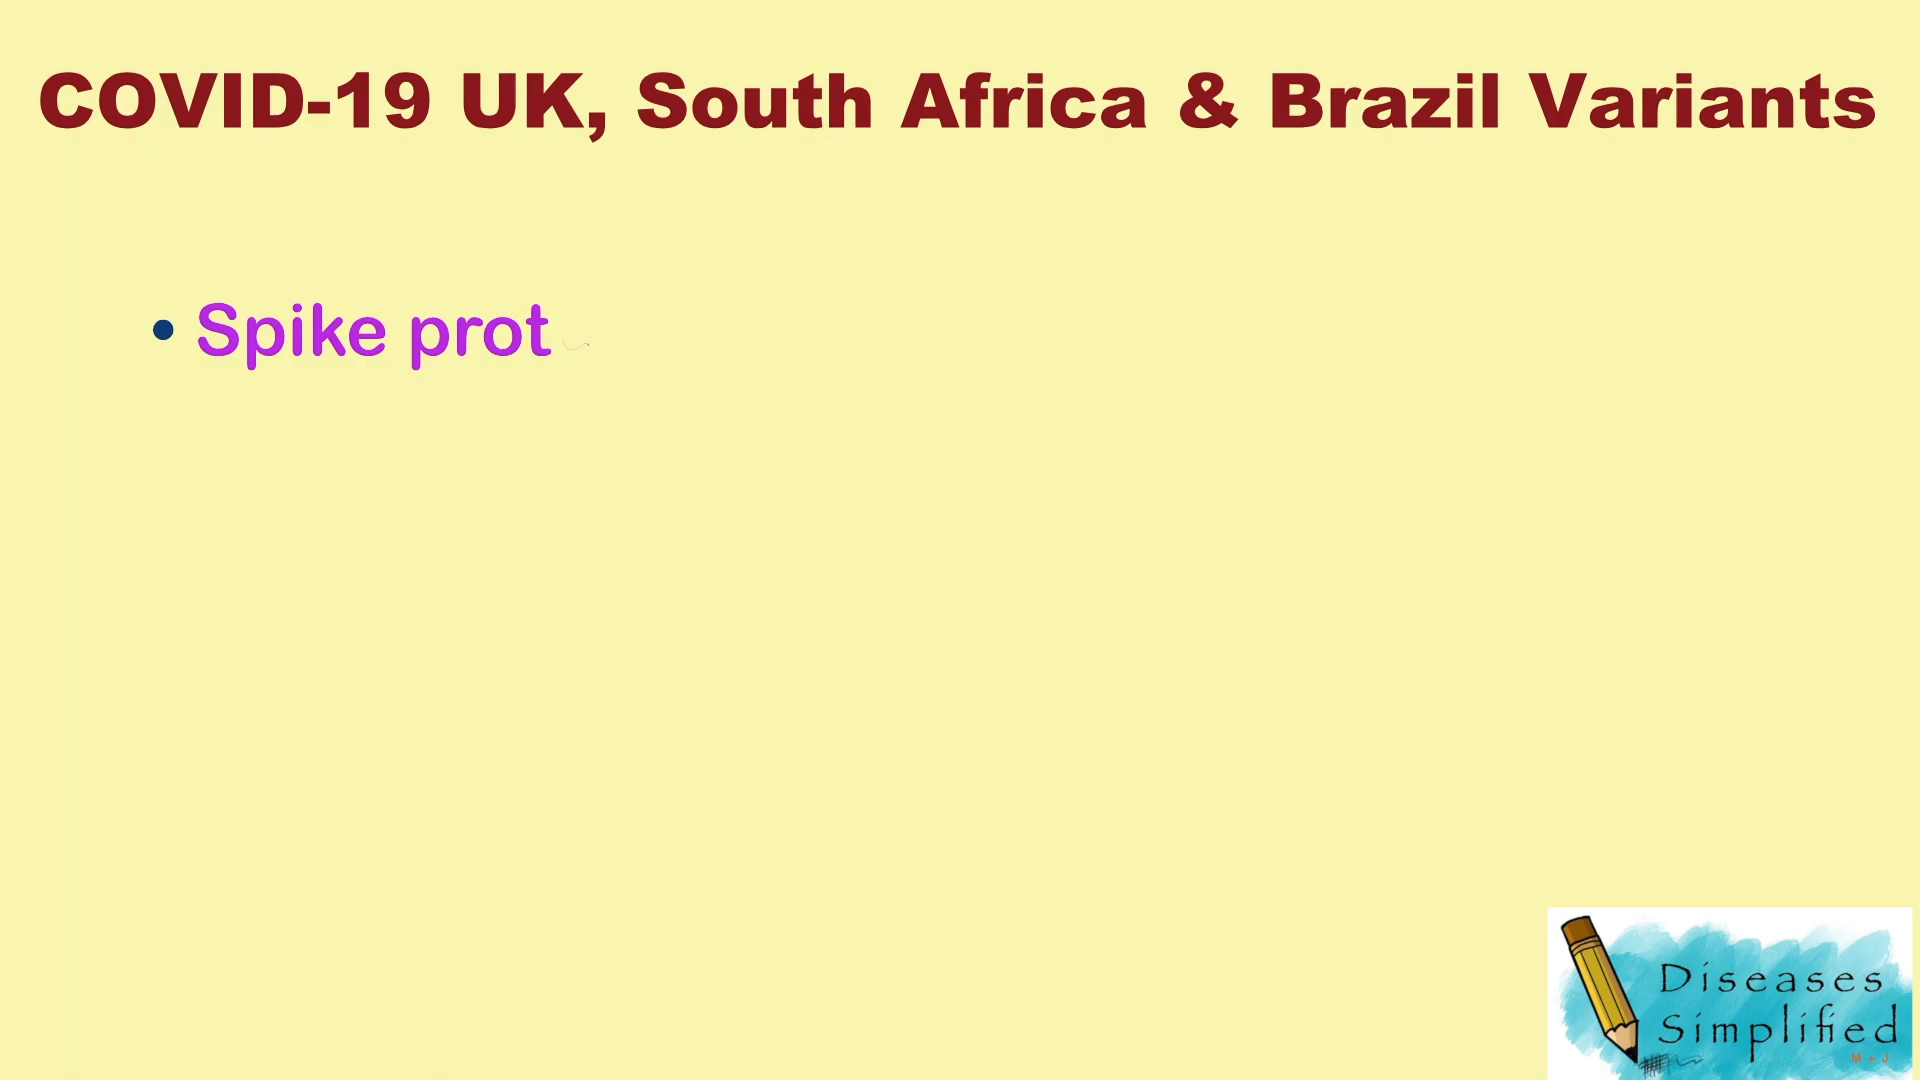 COVID-19 UK, South Africa & Brazil Variants
• Spike prot
Diseases
Simplified
M + J